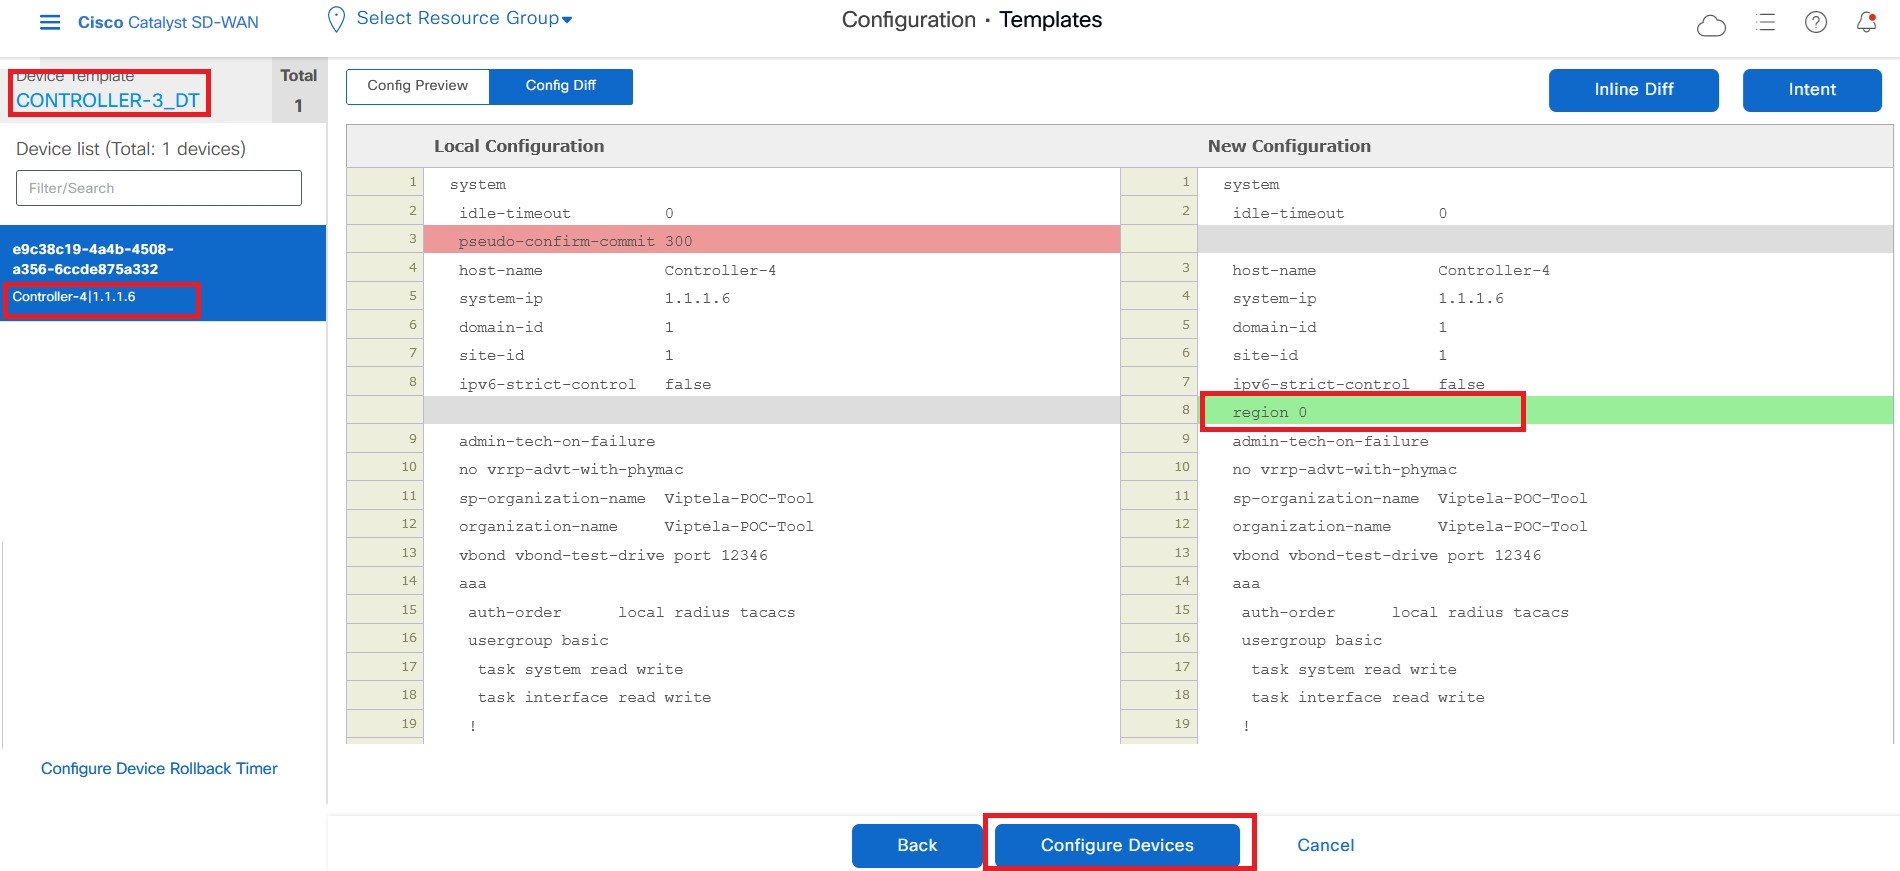 Cisco Catalyst SD-WAN
Select Resource Group
Configuration · Templates
Device Template
CONTROLLER-3_DT
Total
1
Device list (Total: 1 devices)
Filter/Search
e9c38c19-4a4b-4508-
a356-6ccde875a332
Controller-4|1.1.1.6
Configure Device Rollback Timer
Config Preview
Config Diff
Inline Diff
Intent
Local Configuration
1 system
2 idle-timeout 0
3 pseudo-confirm-commit 300
4 host-name Controller-4
5 system-ip 1.1.1.6
6 domain-id 1
7 site-id 1
8 ipv6-strict-control false
9 admin-tech-on-failure
10 no vrrp-advt-with-phymac
11 sp-organization-name Viptela-POC-Tool
12 organization-name Viptela-POC-Tool
13 vbond vbond-test-drive port 12346
14 aaa
15 auth-order local radius tacacs
16 usergroup basic
17 task system read write
18 task interface read write
19 !
New Configuration
1 system
2 idle-timeout 0
3 host-name Controller-4
4 system-ip 1.1.1.6
5 domain-id 1
6 site-id 1
7 ipv6-strict-control false
8 region 0
9 admin-tech-on-failure
10 no vrrp-advt-with-phymac
11 sp-organization-name Viptela-POC-Tool
12 organization-name Viptela-POC-Tool
13 vbond vbond-test-drive port 12346
14 aaa
15 auth-order local radius tacacs
16 usergroup basic
17 task system read write
18 task interface read write
19 !
Back
Configure Devices
Cancel